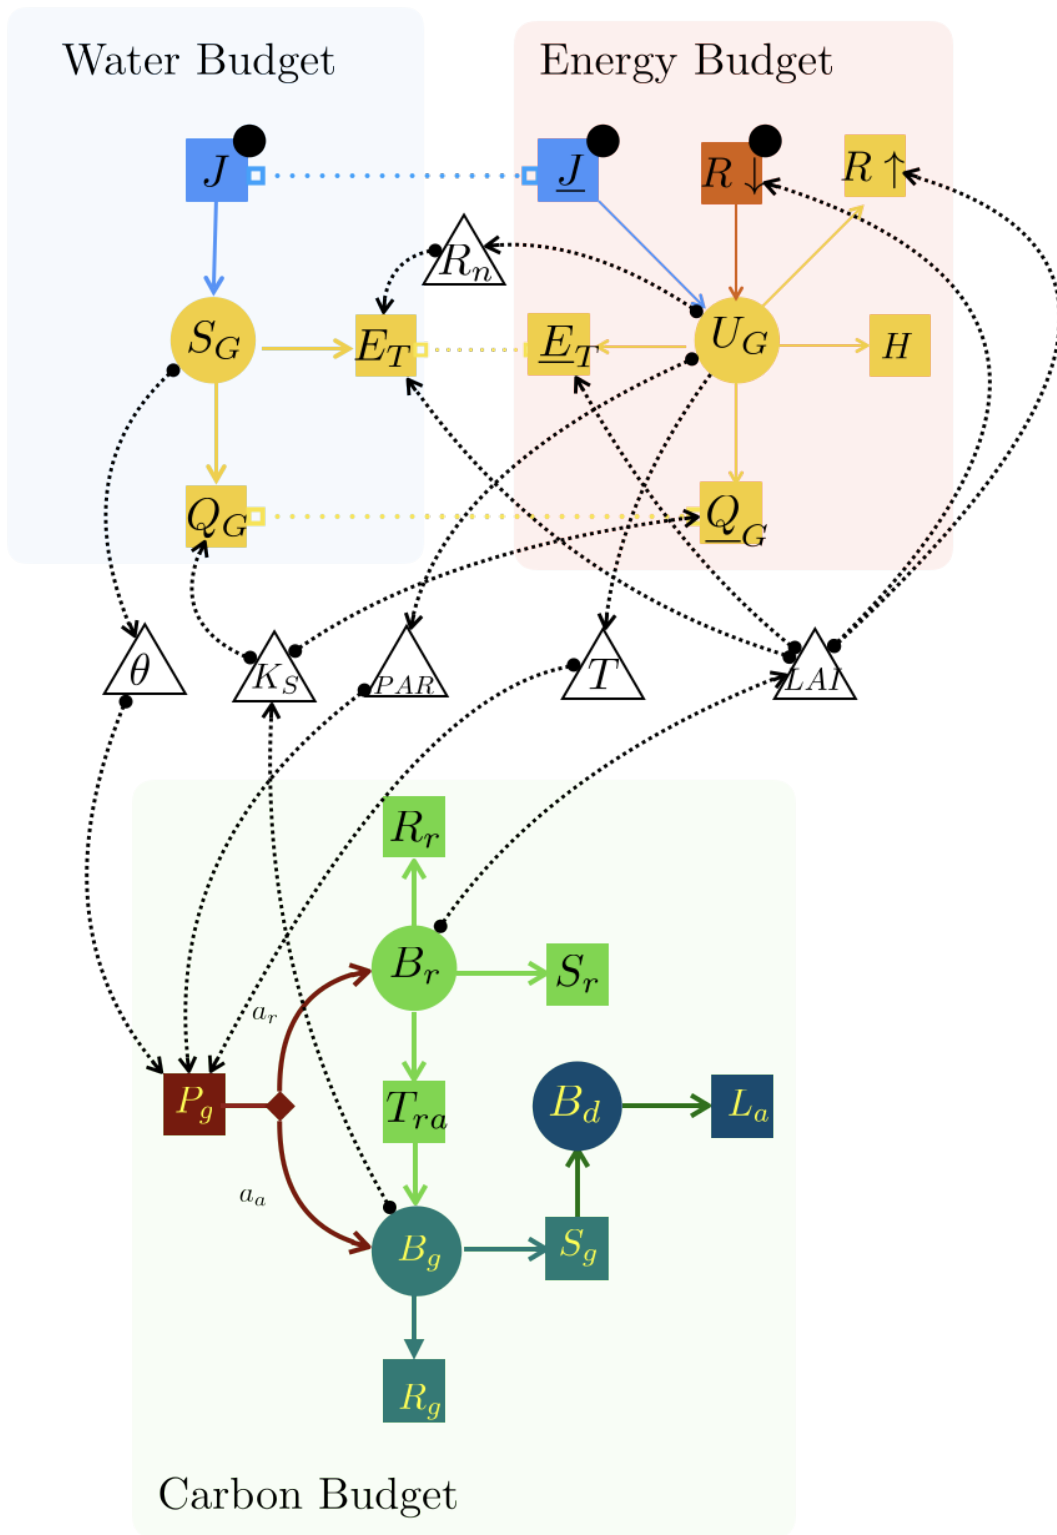 Water Budget
Energy Budget
J
J
R ↓
R ↑
R_n
S_G
E_T
E_T
U_G
H
Q_G
Q_G
θ
K_S
PAR
T
LAI
R_r
B_r
S_r
a_r
P_g
T_ra
B_d
L_a
a_a
B_g
S_g
R_g
Carbon Budget